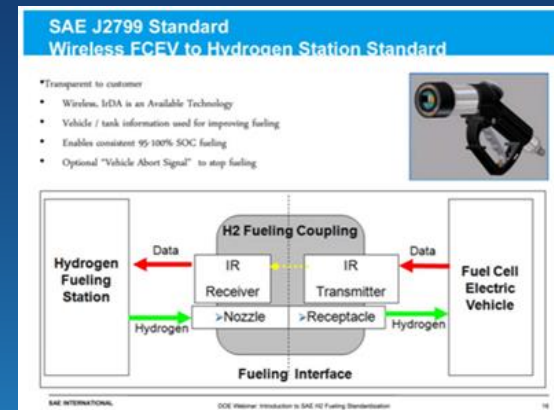 SAE J2799 Standard
Wireless FCEV to Hydrogen Station Standard
•Transparent to customer
• Wireless, IrDA is an Available Technology
• Vehicle / tank information used for improving fueling
• Enables consistent 95-100% SOC fueling
• Optional "Vehicle Abort Signal" to stop fueling
H2 Fueling Coupling
Data
Data
Hydrogen
Fueling
Station
IR
Receiver
IR
Transmitter
Fuel Cell
Electric
Vehicle
➢Nozzle
➢Receptacle
Hydrogen
Hydrogen
Fueling Interface
SAE INTERNATIONAL
DOE Webinar: Introduction to SAE H2 Fueling Standardization